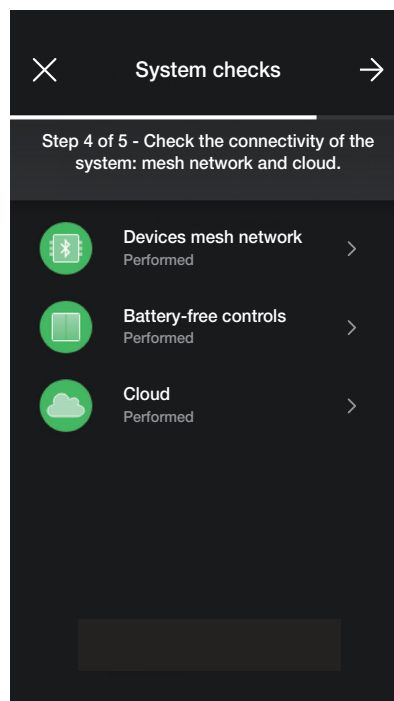 System checks
Step 4 of 5 - Check the connectivity of the
system: mesh network and cloud.
Devices mesh network
Performed
Battery-free controls
Performed
Cloud
Performed